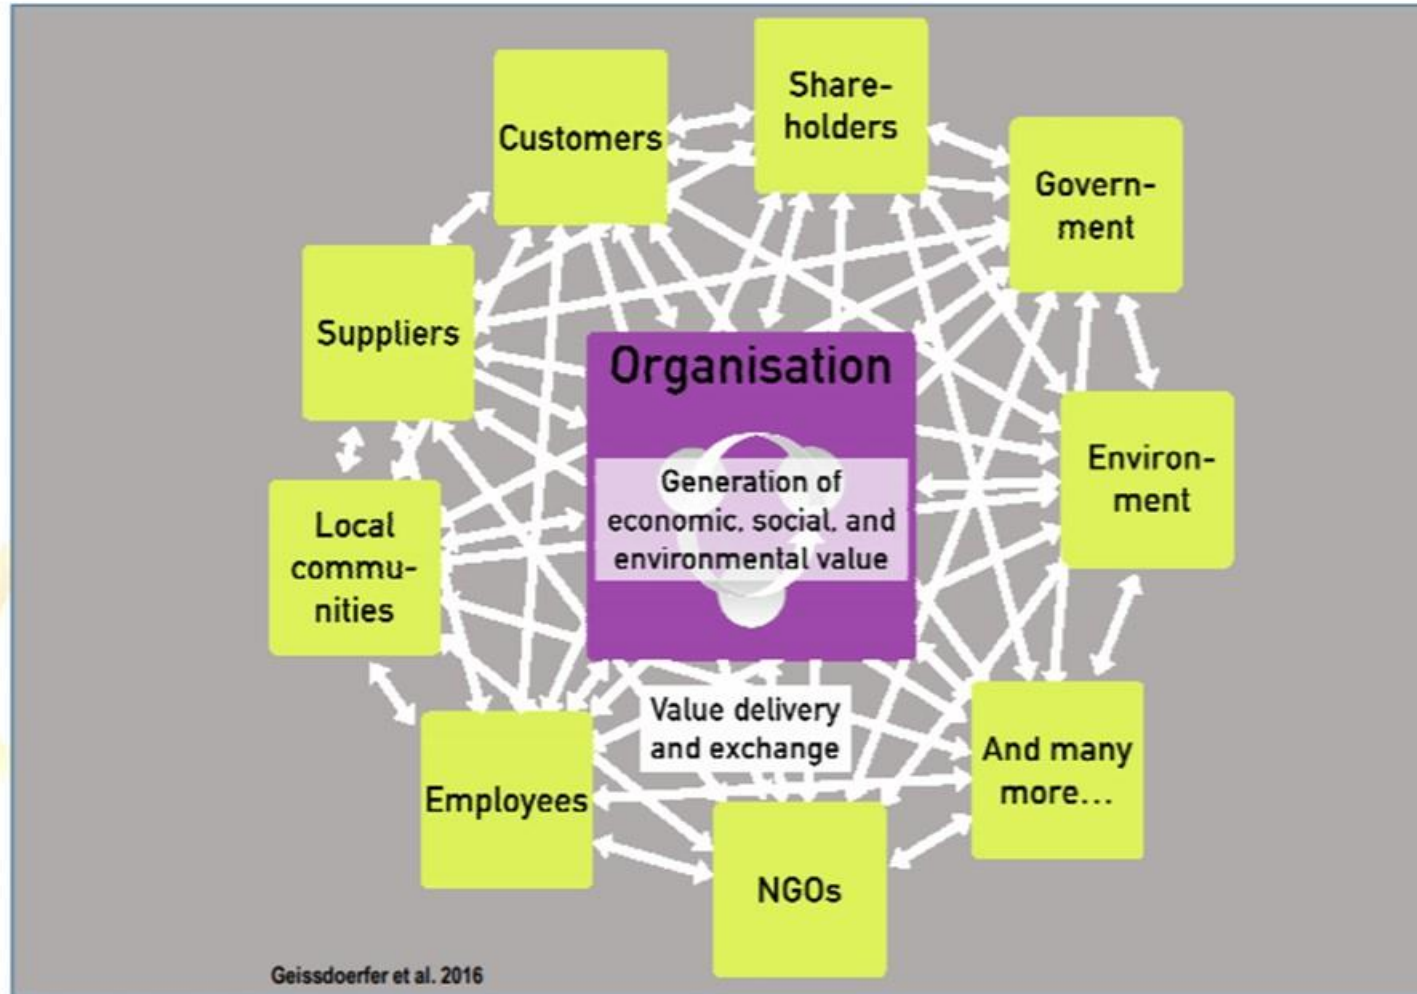 Customers
Share-
holders
Govern-
ment
Suppliers
Organisation
Generation of
economic, social, and
environmental value
Environ-
ment
Local
commu-
nities
Value delivery
and exchange
Employees
And many
more...
NGOs
Geissdoerfer et al. 2016